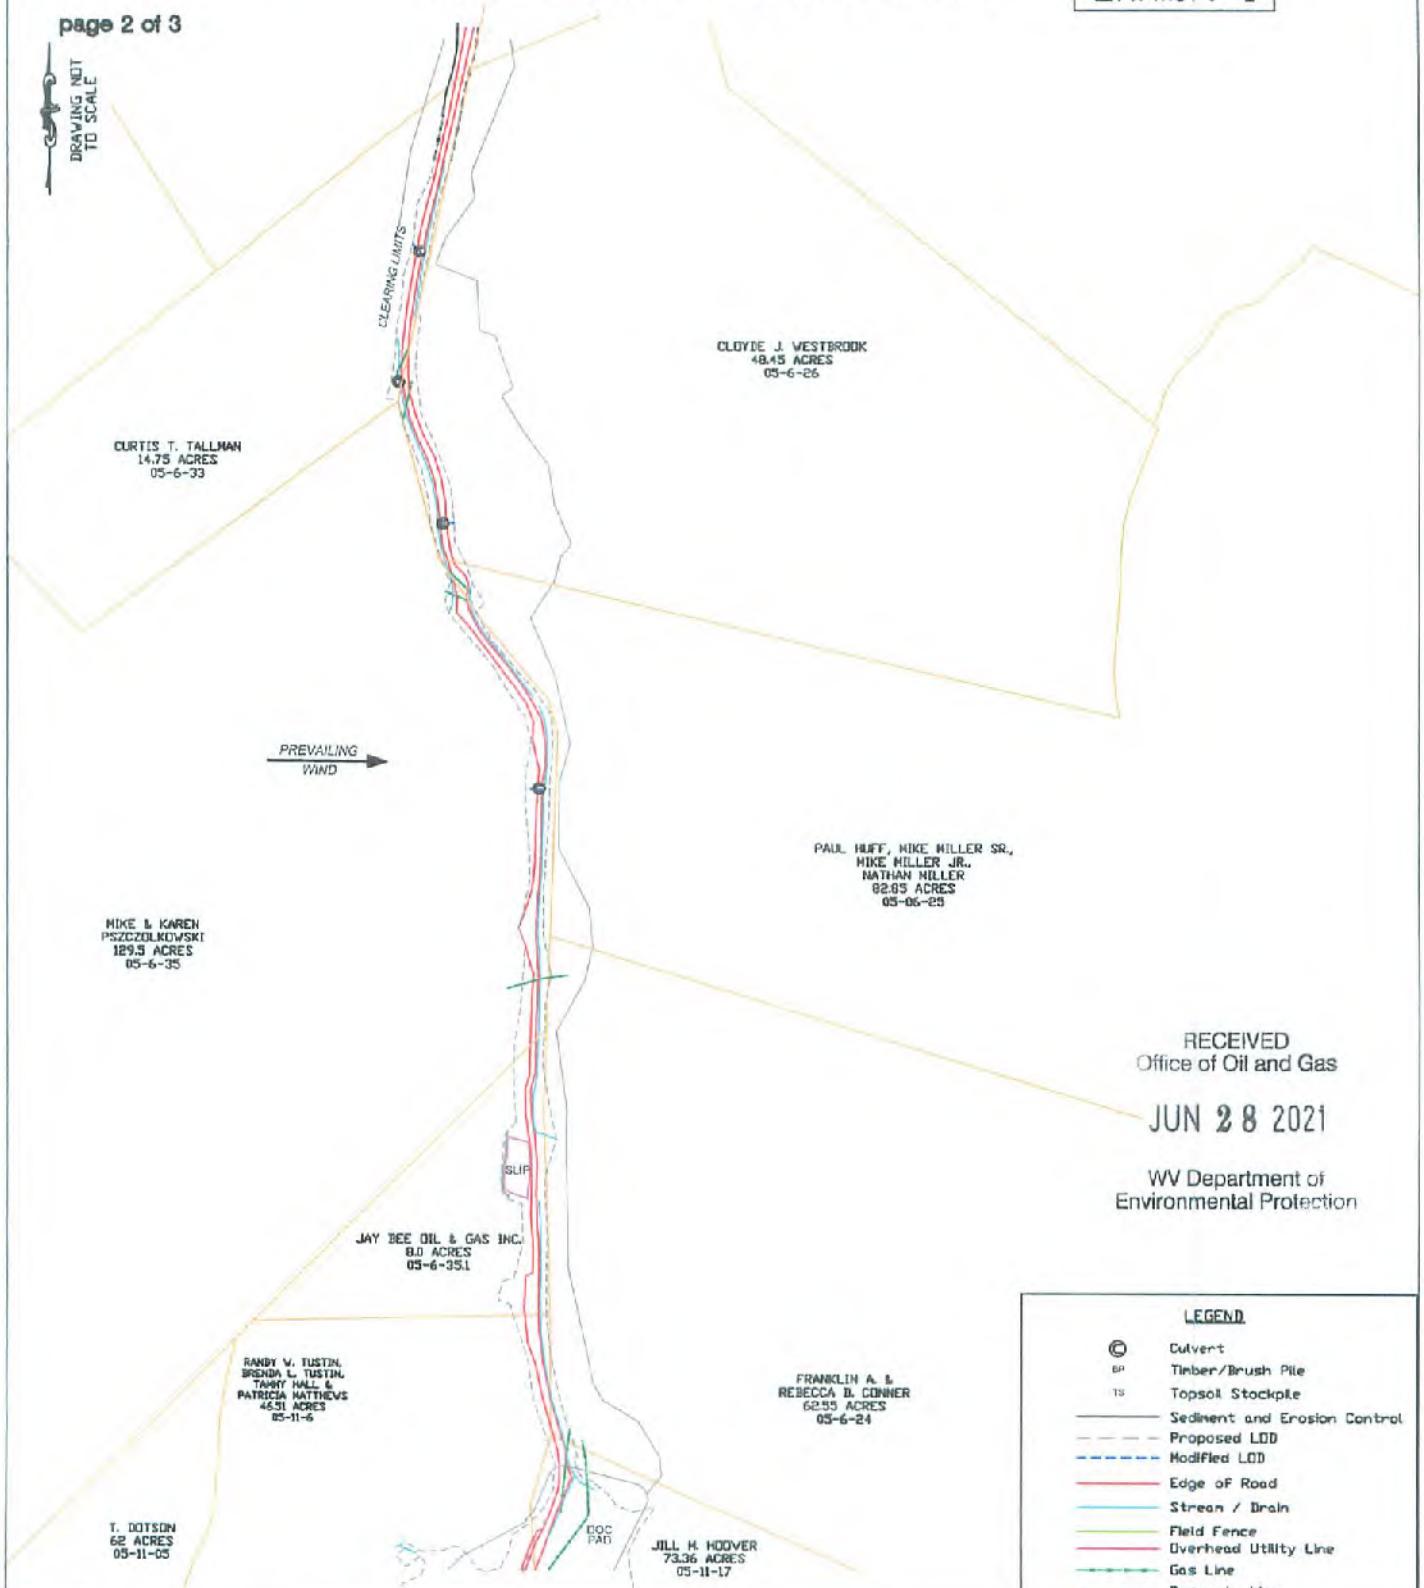 page 2 of 3
DRAWING NOT
TO SCALE
CLEARING LIMITS
CLOYDE J. WESTBROOK
48.45 ACRES
05-6-26
CURTIS T. TALLMAN
14.75 ACRES
05-6-33
PREVAILING
WIND
PAUL HUFF, MIKE MILLER SR.,
MIKE MILLER JR.,
NATHAN MILLER
82.85 ACRES
05-06-25
MIKE & KAREN
PSZCZOLKOWSKI
129.5 ACRES
05-6-35
RECEIVED
Office of Oil and Gas
JUN 28 2021
WV Department of
Environmental Protection
SLIP
JAY BEE OIL & GAS INC.
8.0 ACRES
05-6-35.1
RANDY W. TUSTIN,
BRENDA L. TUSTIN,
TAMMY HALL &
PATRICIA MATTHEWS
46.51 ACRES
05-11-6
FRANKLIN A. &
REBECCA D. CONNER
62.55 ACRES
05-6-24
T. DOTSON
62 ACRES
05-11-05
DOC
PAD
JILL M. HOOVER
73.36 ACRES
05-11-17
LEGEND
C Culvert
BP Timber/Brush Pile
TS Topsoil Stockpile
Sediment and Erosion Control
Proposed LOD
Modified LOD
Edge of Road
Stream / Drain
Field Fence
Overhead Utility Line
Gas Line